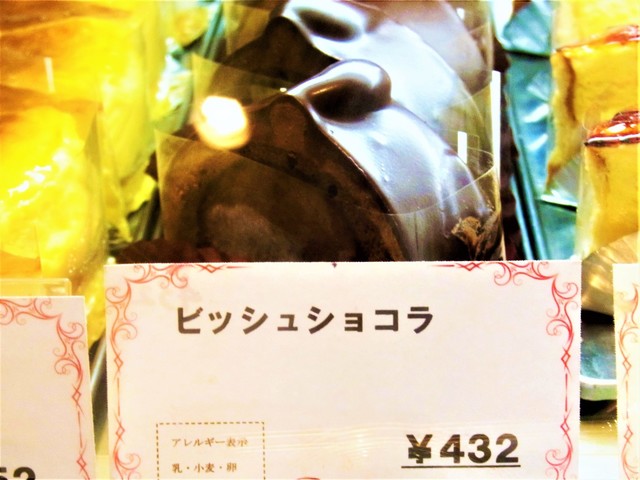 ビッシュショコラ
アレルギー表示
乳・小麦・卵
¥432
52